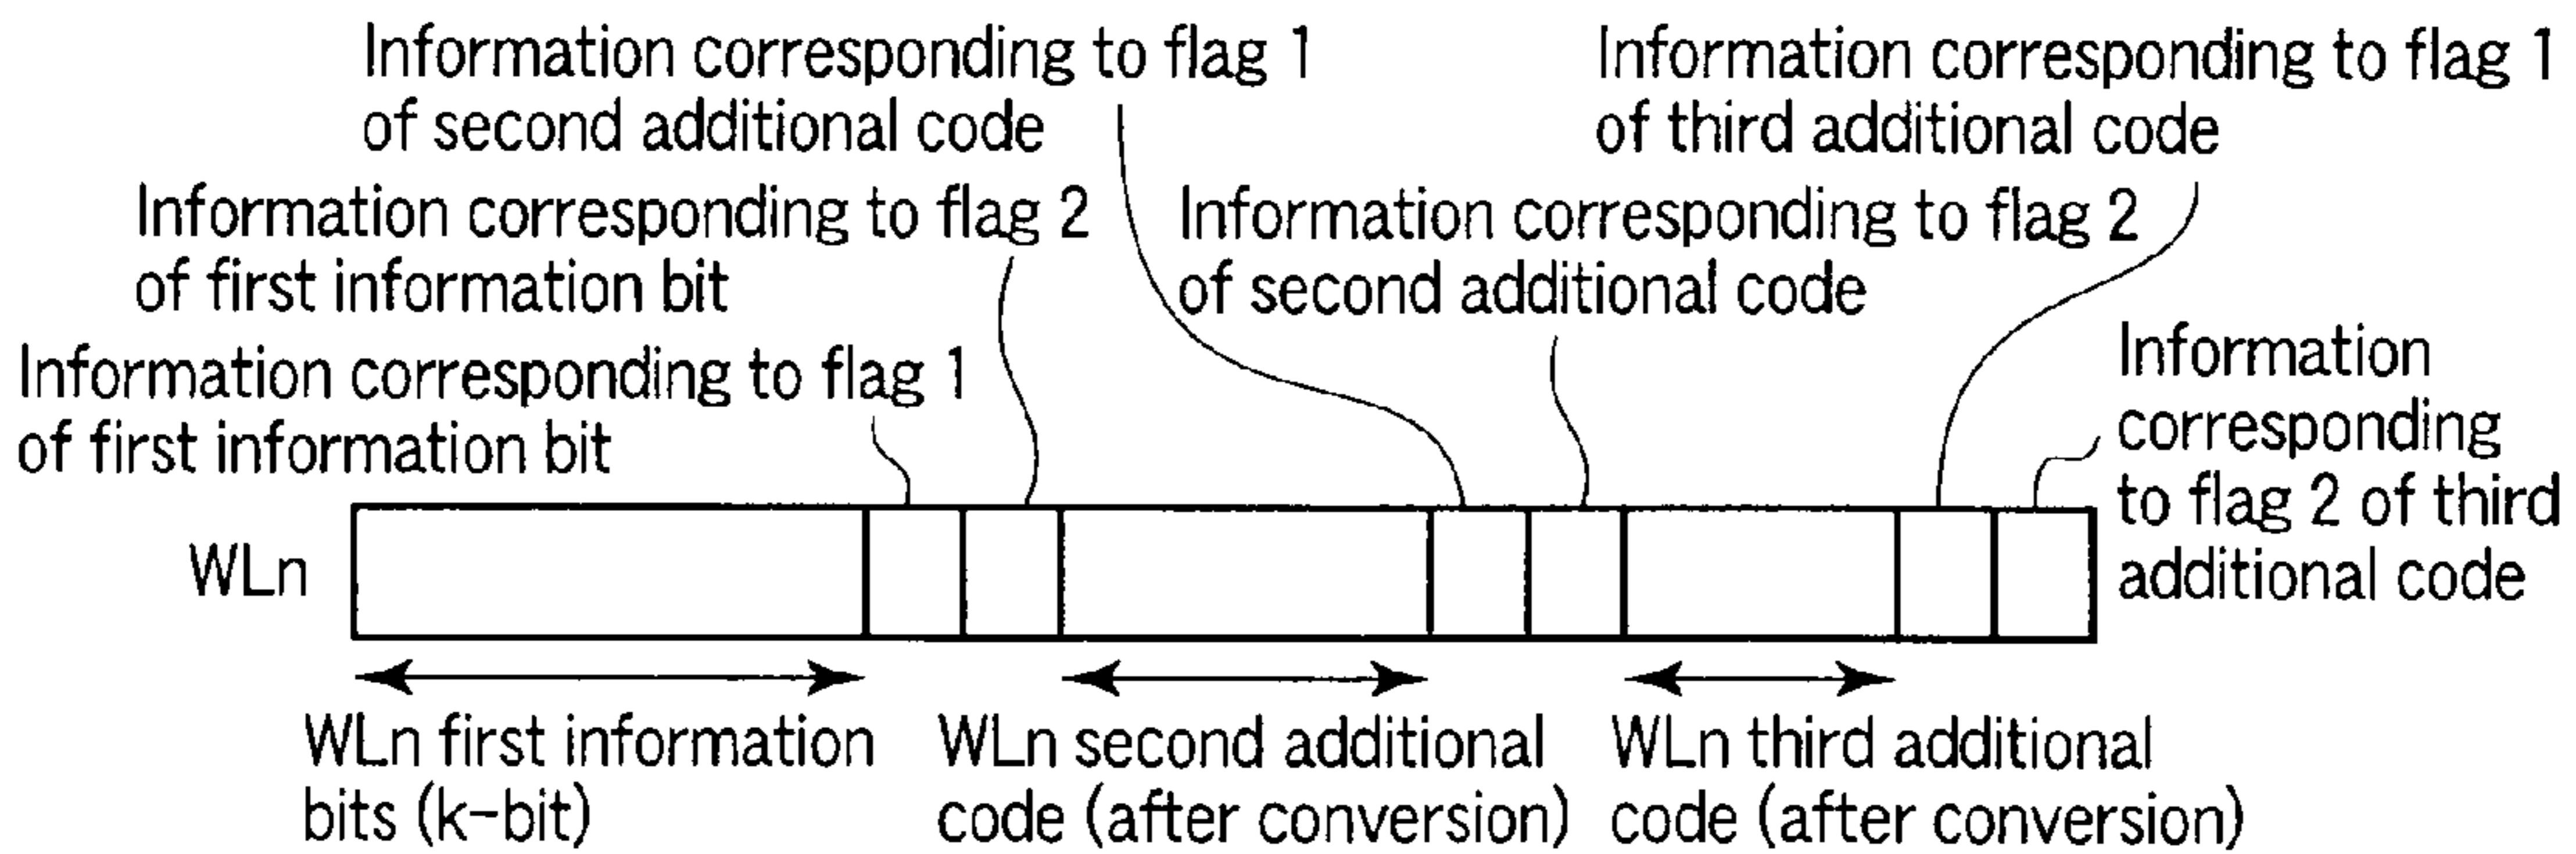 Information corresponding to flag 1
of second additional code
Information corresponding to flag 1
of third additional code
Information corresponding to flag 2
of first information bit
Information corresponding to flag 2
of second additional code
Information corresponding to flag 1
of first information bit
Information
corresponding
to flag 2 of third
additional code
WLn
WLn first information
bits (k-bit)
WLn second additional
code (after conversion)
WLn third additional
code (after conversion)